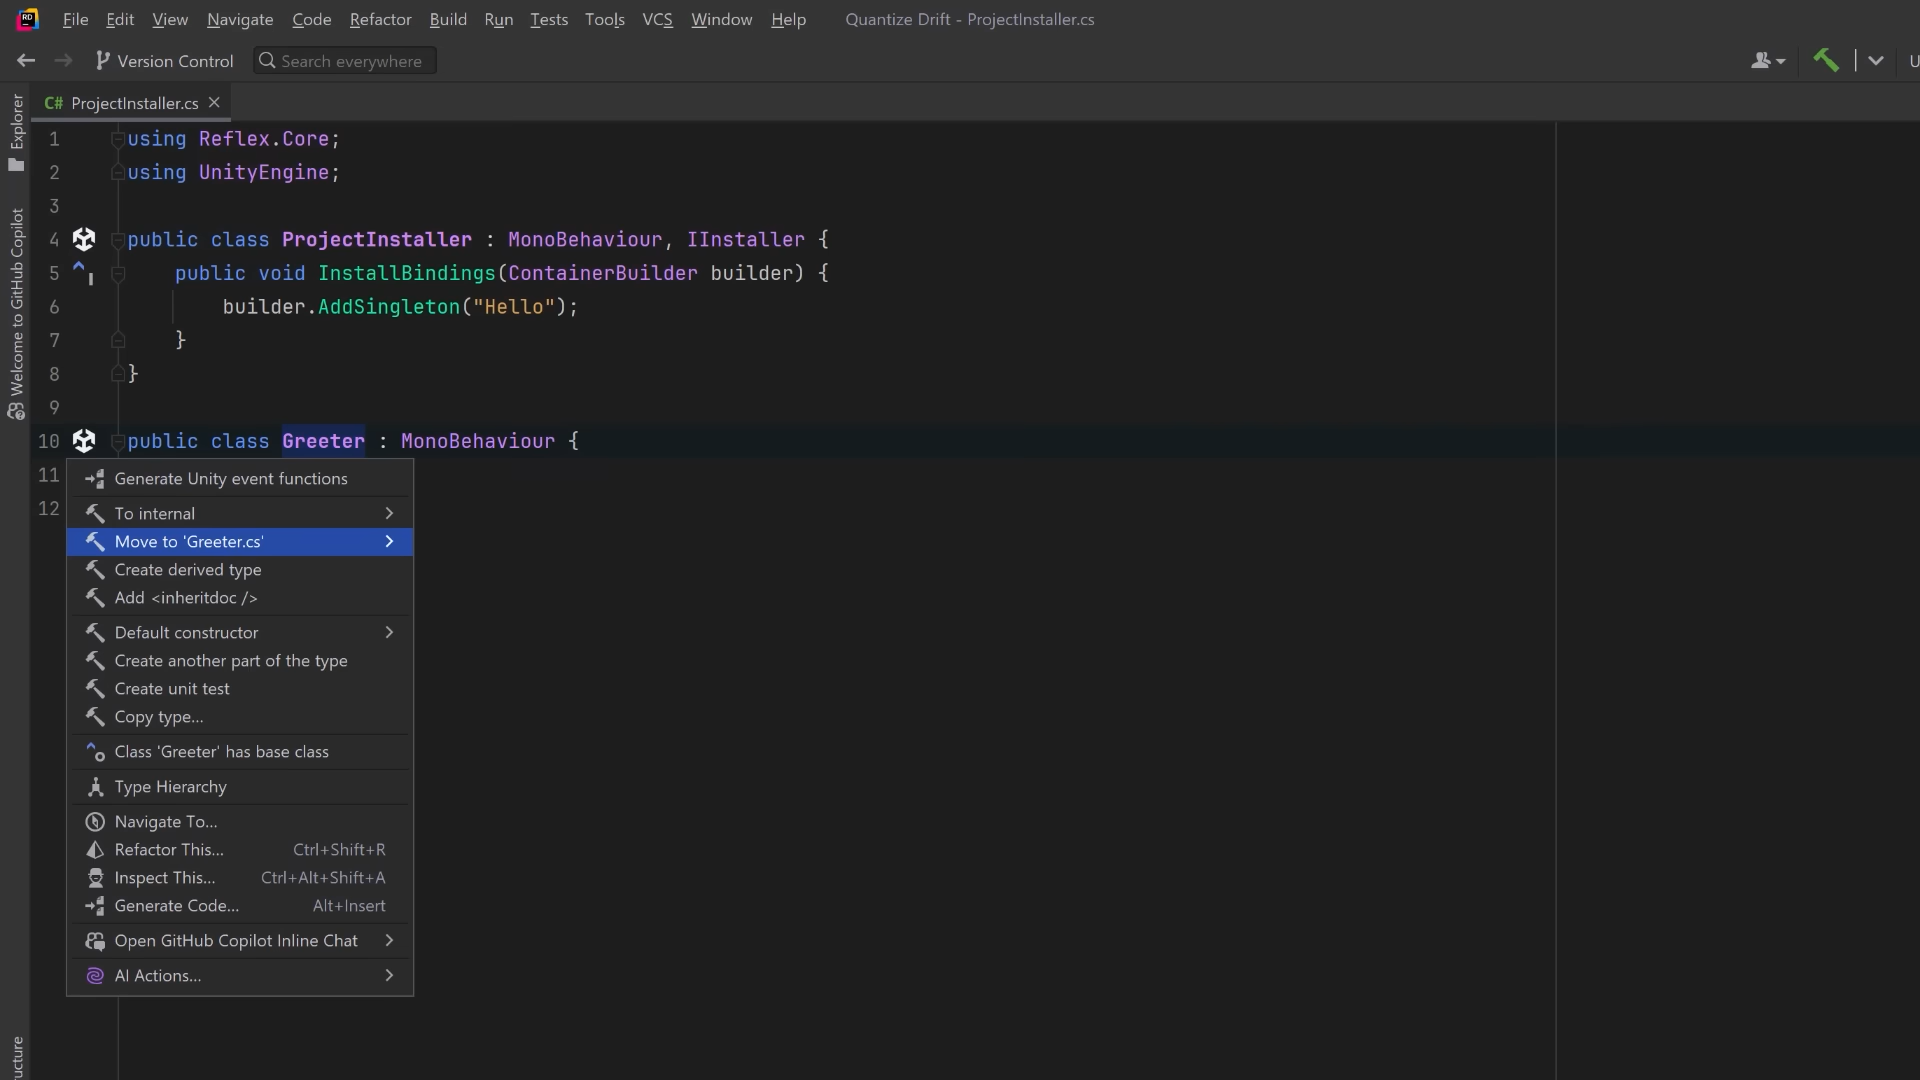 File Edit View Navigate Code Refactor Build Run Tests Tools VCS Window Help Quantize Drift - ProjectInstaller.cs
Version Control Search everywhere
C# ProjectInstaller.cs
Explorer
Welcome to GitHub Copilot
1 using Reflex.Core;
2 using UnityEngine;
3
4 public class ProjectInstaller : MonoBehaviour, IInstaller {
5 public void InstallBindings(ContainerBuilder builder) {
6 builder.AddSingleton("Hello");
7 }
8 }
9
10 public class Greeter : MonoBehaviour {
11
12
Generate Unity event functions
To internal
Move to 'Greeter.cs'
Create derived type
Add <inheritdoc />
Default constructor
Create another part of the type
Create unit test
Copy type...
Class 'Greeter' has base class
Type Hierarchy
Navigate To...
Refactor This... Ctrl+Shift+R
Inspect This... Ctrl+Alt+Shift+A
Generate Code... Alt+Insert
Open GitHub Copilot Inline Chat
AI Actions...